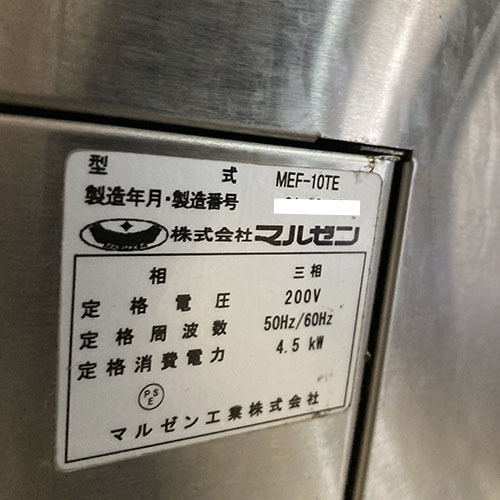 型式 MEF-10TE
製造年月・製造番号
MARUZEN 株式会社マルゼン
相 三相
定格電圧 200V
定格周波数 50Hz/60Hz
定格消費電力 4.5 kW
PSE
マルゼン工業株式会社